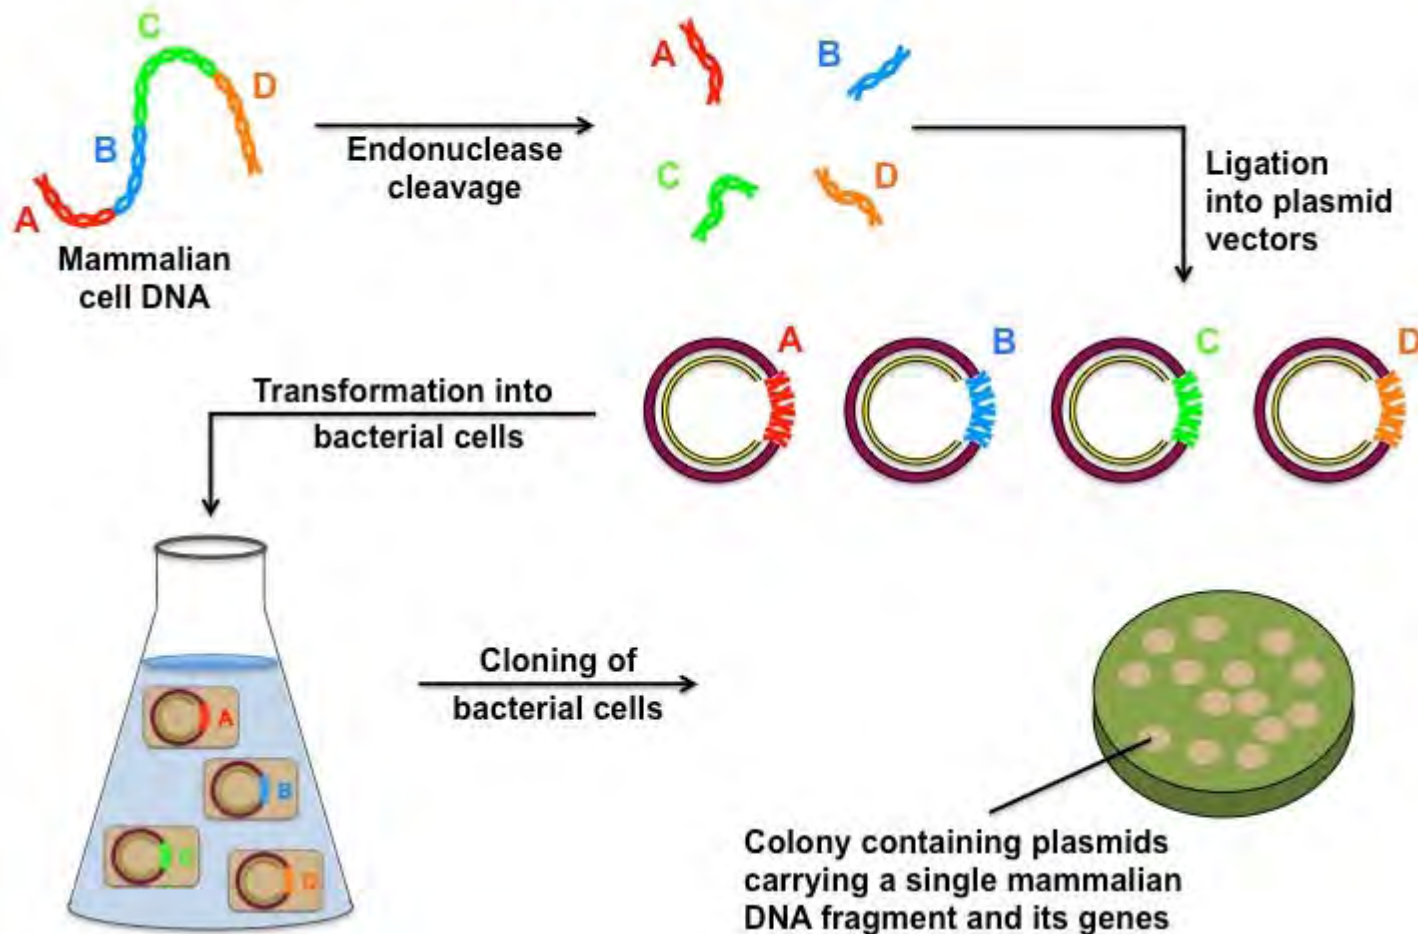 C
D
B
A
Mammalian
cell DNA
Endonuclease
cleavage
A
B
C
D
Ligation
into plasmid
vectors
A
B
C
D
Transformation into
bacterial cells
A
B
C
D
Cloning of
bacterial cells
Colony containing plasmids
carrying a single mammalian
DNA fragment and its genes